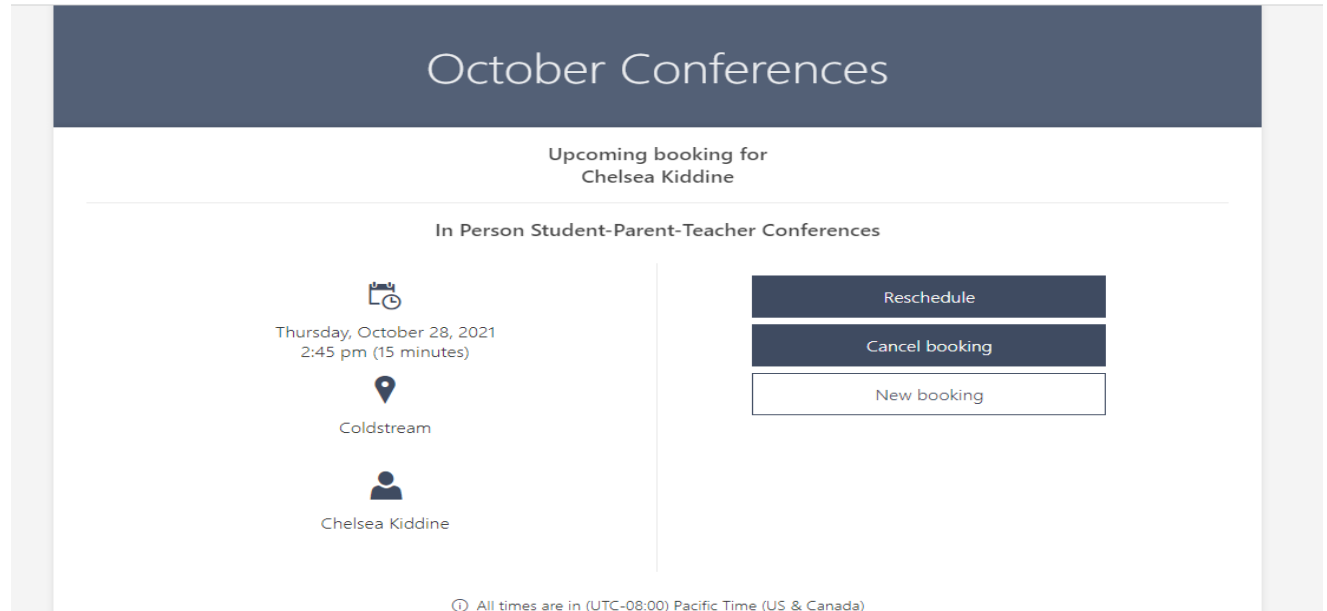 October Conferences
Upcoming booking for
Chelsea Kiddine
In Person Student-Parent-Teacher Conferences
Thursday, October 28, 2021
2:45 pm (15 minutes)
Coldstream
Chelsea Kiddine
Reschedule
Cancel booking
New booking
All times are in (UTC-08:00) Pacific Time (US & Canada)